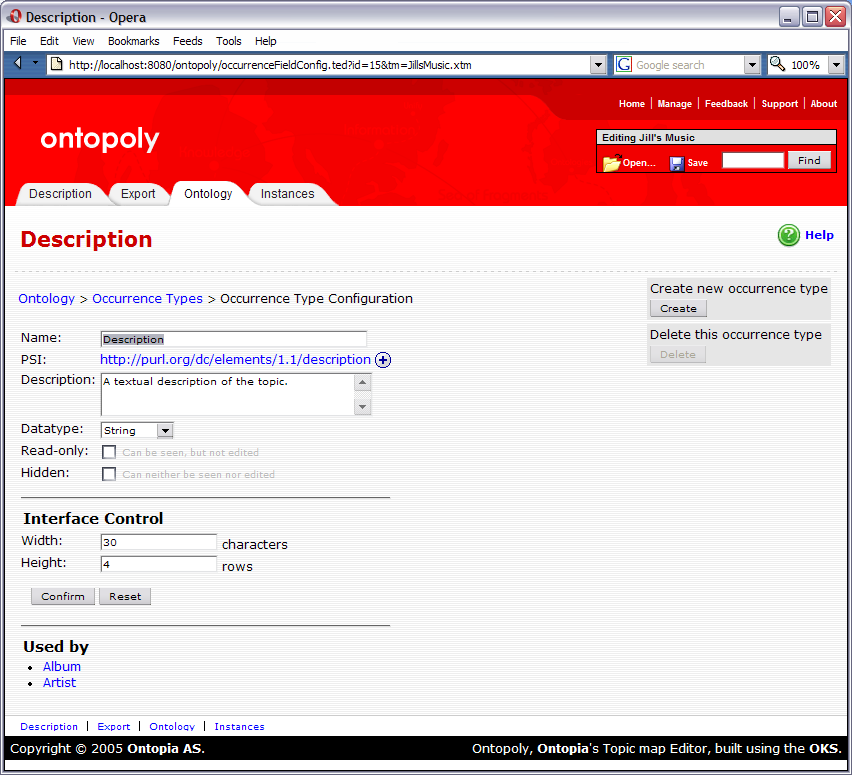 Description - Opera
File Edit View Bookmarks Feeds Tools Help
http://localhost:8080/ontopoly/occurrenceFieldConfig.ted?id=15&tm=JillsMusic.xtm G Google search 100%
Home | Manage | Feedback | Support | About
ontopoly
Editing Jill's Music
Open... Save Find
Description Export Ontology Instances
Description
? Help
Ontology > Occurrence Types > Occurrence Type Configuration
Create new occurrence type
Create
Delete this occurrence type
Delete
Name: Description
PSI: http://purl.org/dc/elements/1.1/description
Description: A textual description of the topic.
Datatype: String
Read-only: Can be seen, but not edited
Hidden: Can neither be seen nor edited
Interface Control
Width: 30 characters
Height: 4 rows
Confirm Reset
Used by
• Album
• Artist
Description | Export | Ontology | Instances
Copyright © 2005 Ontopia AS. Ontopoly, Ontopia's Topic map Editor, built using the OKS.